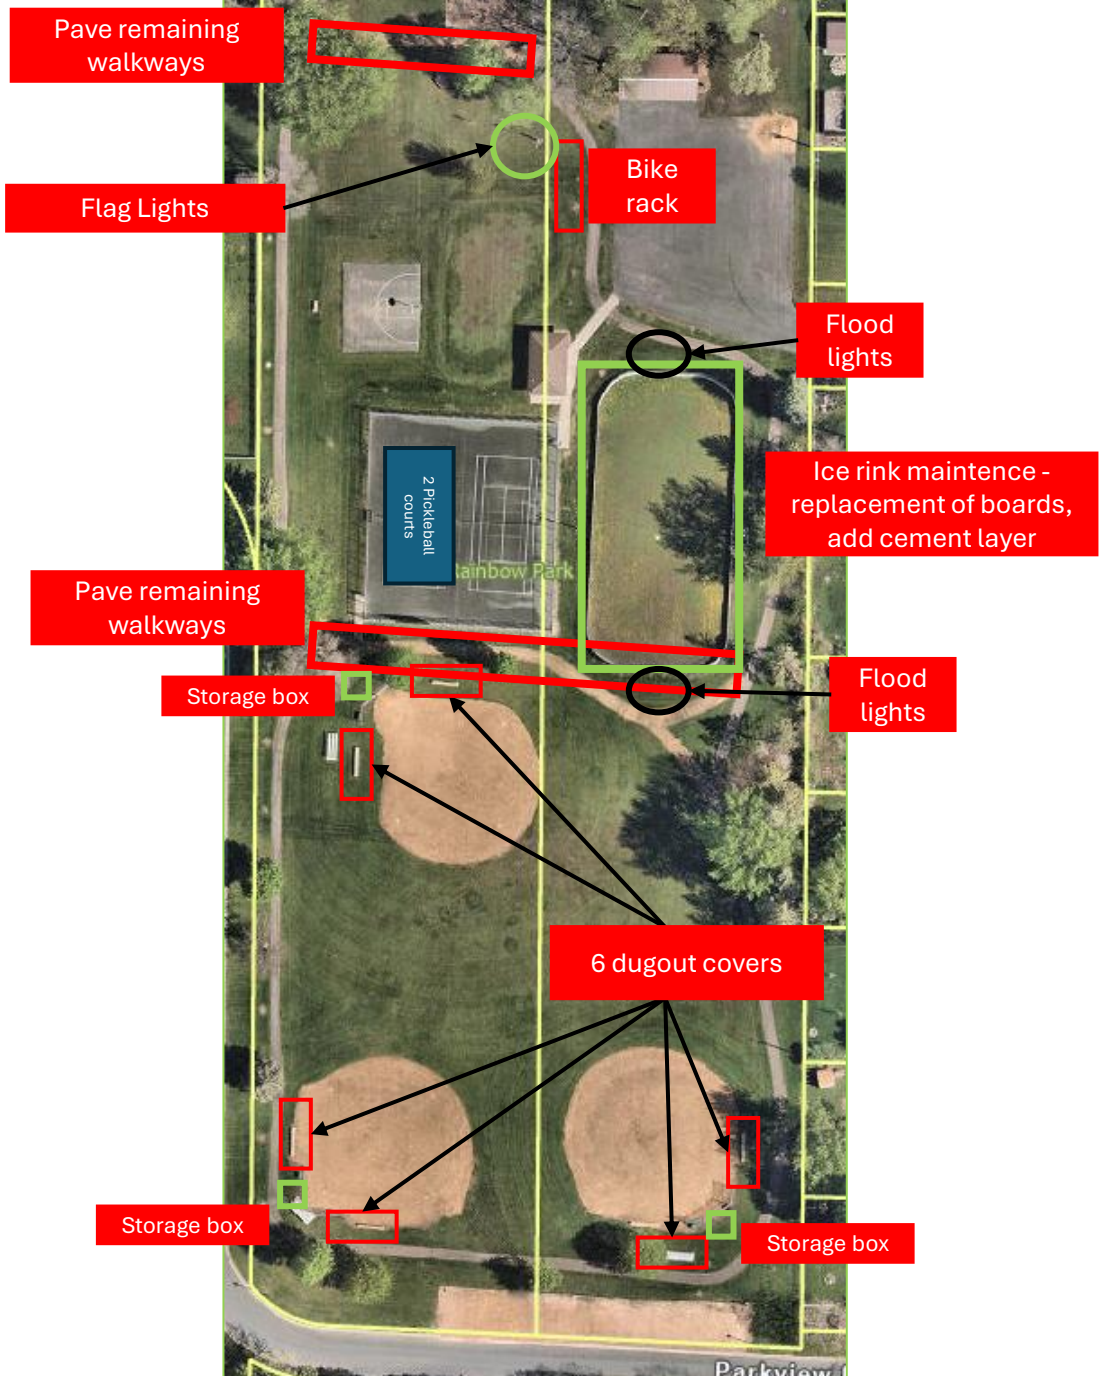 Pave remaining
walkways
Flag Lights
Bike
rack
Flood
lights
Ice rink maintence -
replacement of boards,
add cement layer
2 Pickleball
courts
Rainbow Park
Pave remaining
walkways
Storage box
Flood
lights
6 dugout covers
Storage box
Storage box
Parkview